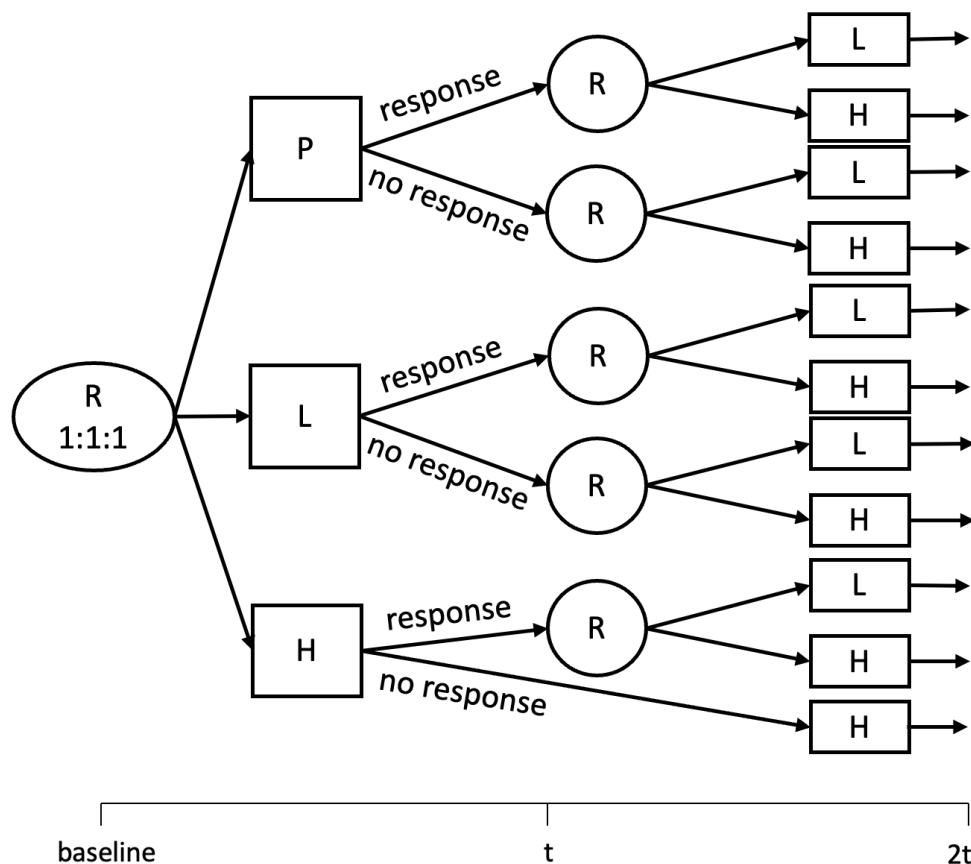 R
1:1:1
P
response
no response
R
L
H
R
L
H
L
response
no response
R
L
H
R
L
H
H
response
no response
R
L
H
H
baseline
t
2t